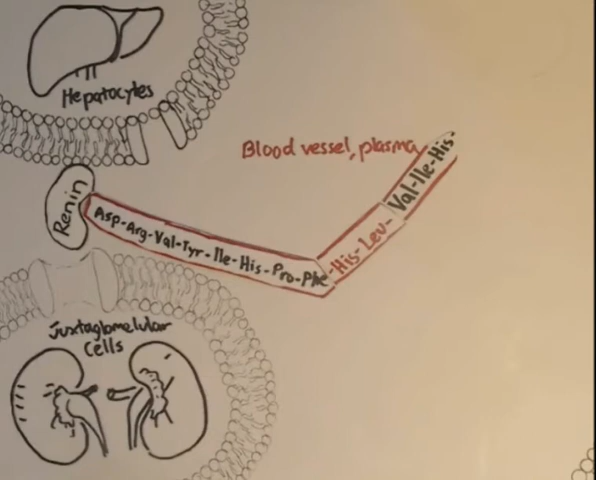 Hepatocytes
Blood vessel, plasma
Renin
Asp-Arg-Val-Tyr-Ile-His-Pro-Phe-His-Leu-Val-Ile-His-
Juxtaglomelular
Cells